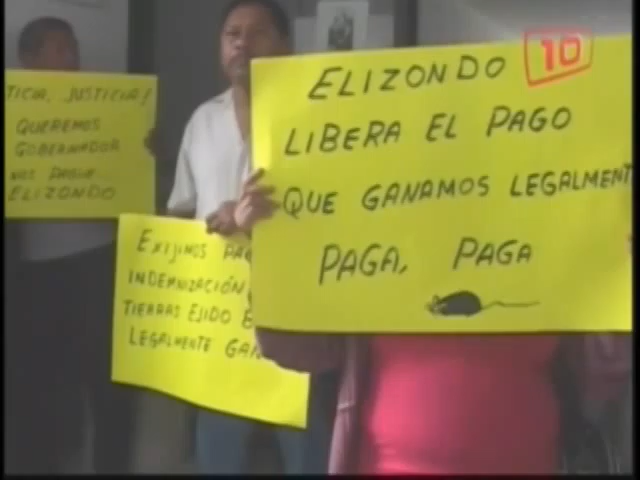 JUSTICIA!
QUEREMOS
GOBERNADOR
NOS
ELIZONDO
EXIJIMOS
INDEMNIZACIÓN
TIERRAS EJIDO
LEGALMENTE
ELIZONDO
LIBERA EL PAGO
QUE GANAMOS LEGALMENT
PAGA, PAGA
10